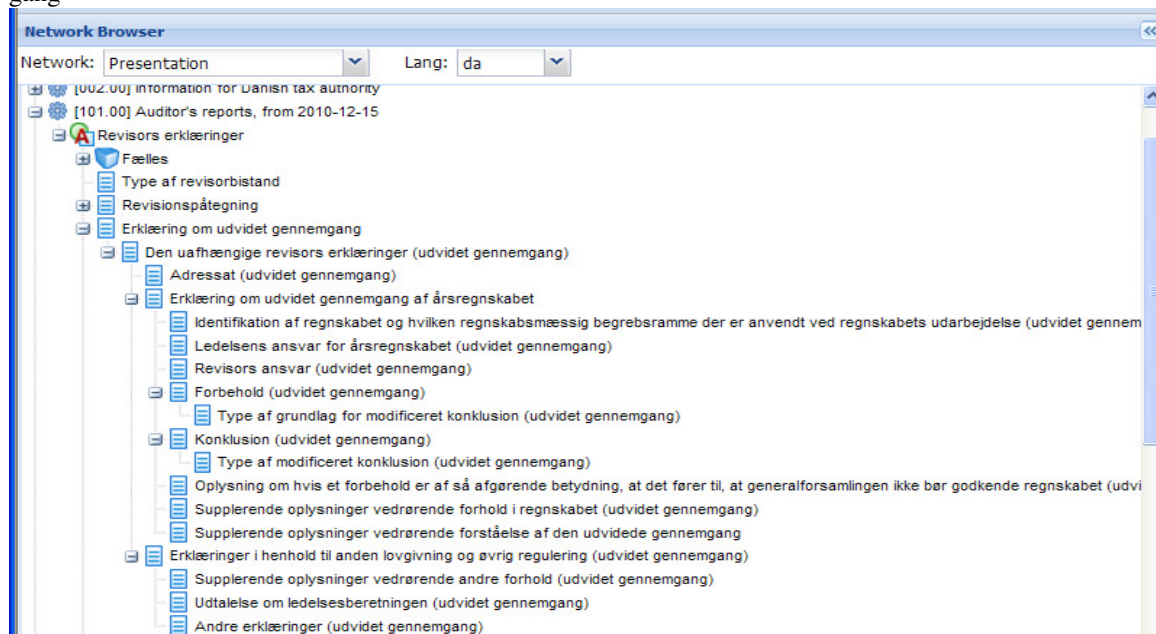 gang
Network Browser
Network: Presentation Lang: da
[002.00] Information for Danish tax authority
[101.00] Auditor's reports, from 2010-12-15
Revisors erklæringer
Fælles
Type af revisorbistand
Revisionspåtegning
Erklæring om udvidet gennemgang
Den uafhængige revisors erklæringer (udvidet gennemgang)
Adressat (udvidet gennemgang)
Erklæring om udvidet gennemgang af årsregnskabet
Identifikation af regnskabet og hvilken regnskabsmæssig begrebsramme der er anvendt ved regnskabets udarbejdelse (udvidet gennem
Ledelsens ansvar for årsregnskabet (udvidet gennemgang)
Revisors ansvar (udvidet gennemgang)
Forbehold (udvidet gennemgang)
Type af grundlag for modificeret konklusion (udvidet gennemgang)
Konklusion (udvidet gennemgang)
Type af modificeret konklusion (udvidet gennemgang)
Oplysning om hvis et forbehold er af så afgørende betydning, at det fører til, at generalforsamlingen ikke bør godkende regnskabet (udvi
Supplerende oplysninger vedrørende forhold i regnskabet (udvidet gennemgang)
Supplerende oplysninger vedrørende forståelse af den udvidede gennemgang
Erklæringer i henhold til anden lovgivning og øvrig regulering (udvidet gennemgang)
Supplerende oplysninger vedrørende andre forhold (udvidet gennemgang)
Udtalelse om ledelsesberetningen (udvidet gennemgang)
Andre erklæringer (udvidet gennemgang)